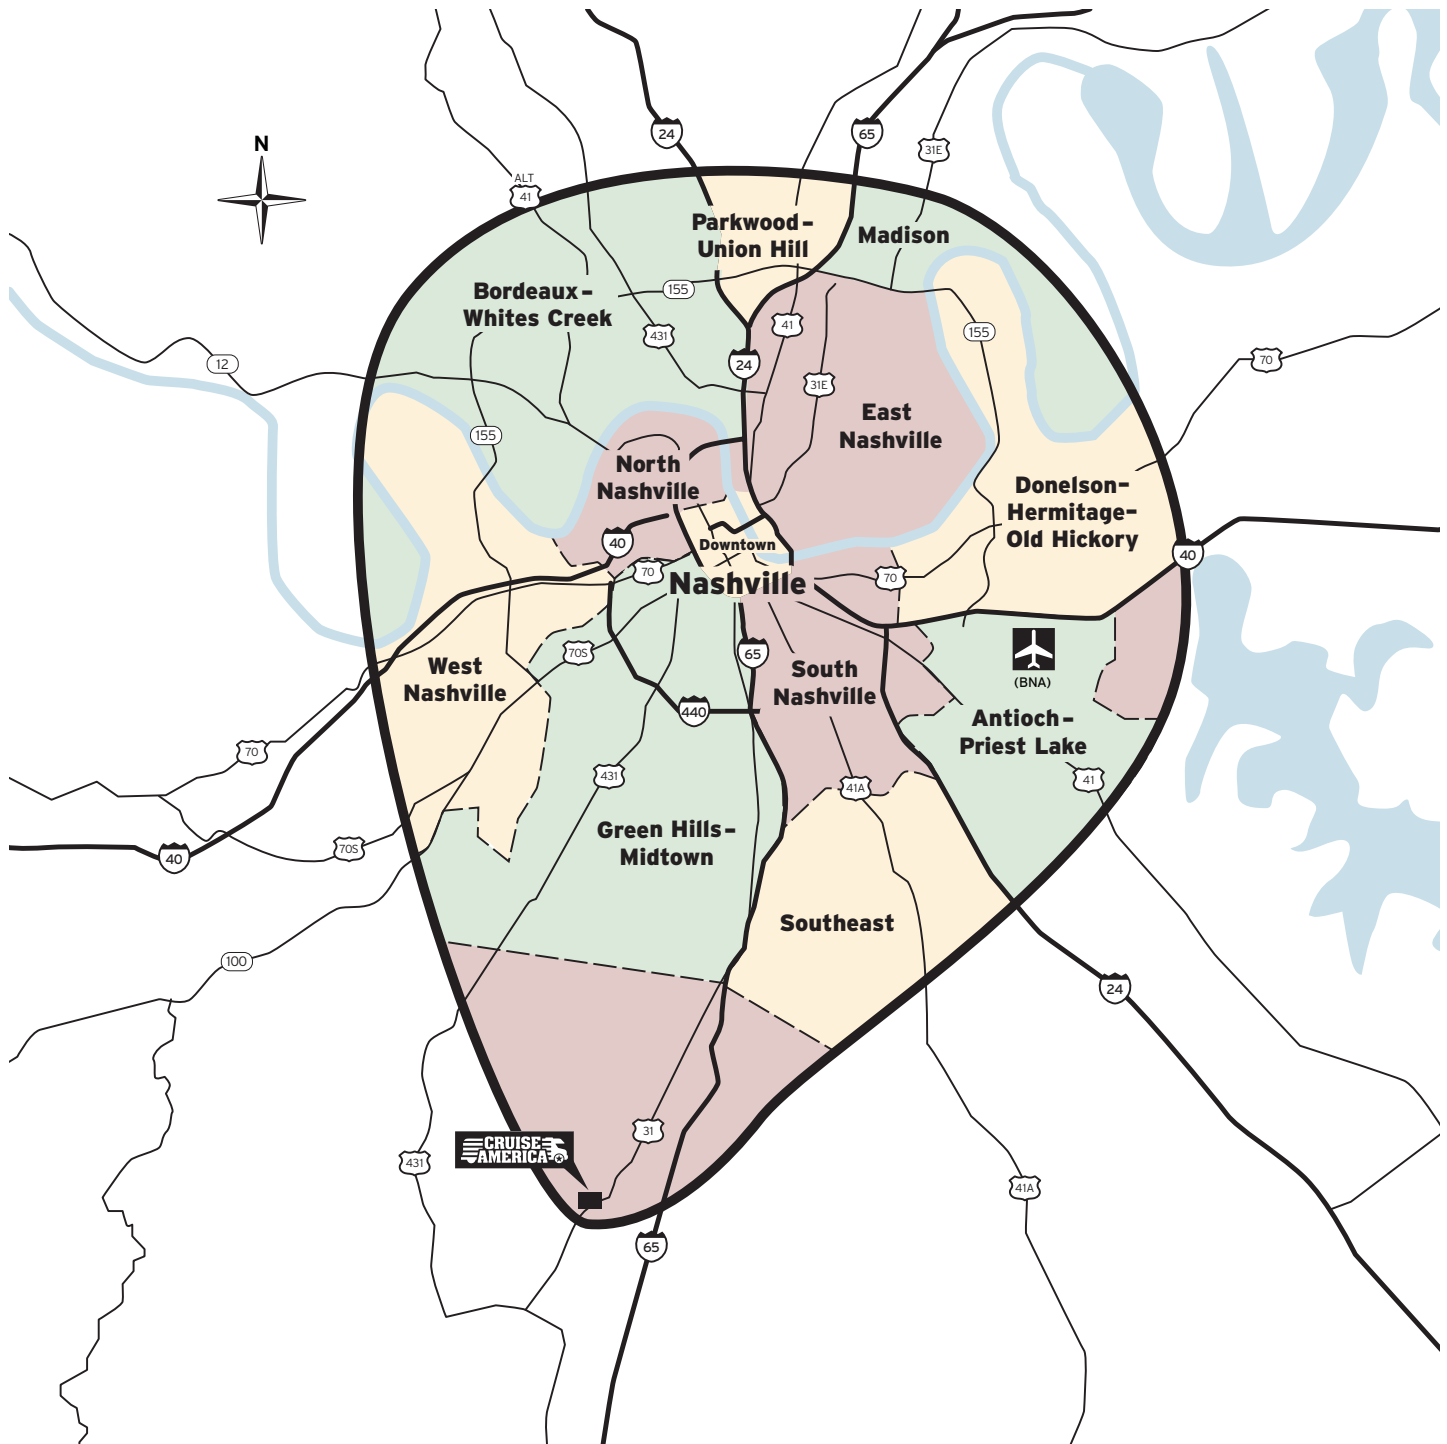 24
65
31E
N
ALT
41
Parkwood–
Union Hill
Madison
Bordeaux–
Whites Creek
155
431
41
155
12
24
31E
70
East
Nashville
155
North
Nashville
Donelson–
Hermitage–
Old Hickory
40
Downtown
40
70
Nashville
70
70S
65
West
Nashville
South
Nashville
(BNA)
440
Antioch–
Priest Lake
70
431
41A
41
Green Hills–
Midtown
70S
40
Southeast
100
24
31
CRUISE
AMERICA
431
41A
65